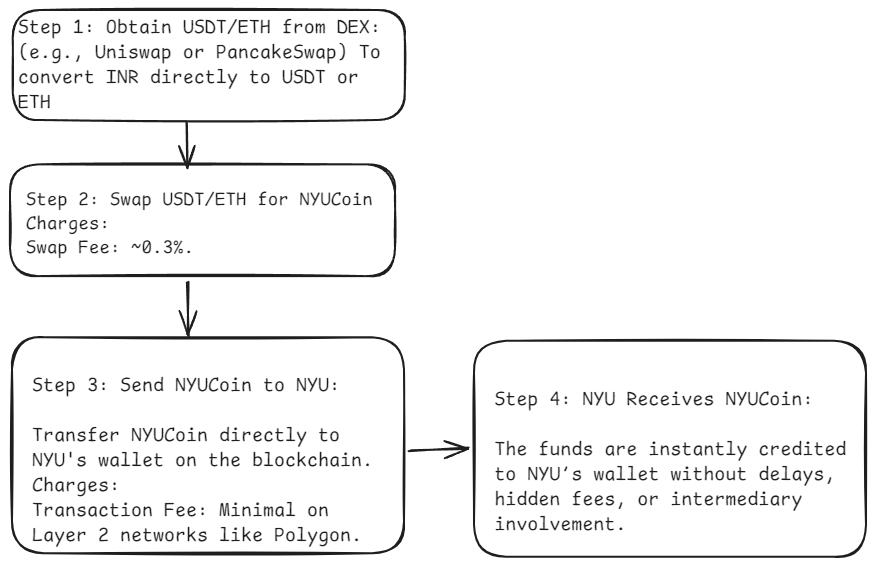 Step 1: Obtain USDT/ETH from DEX:
(e.g., Uniswap or PancakeSwap) To
convert INR directly to USDT or
ETH
Step 2: Swap USDT/ETH for NYUCoin
Charges:
Swap Fee: ~0.3%.
Step 3: Send NYUCoin to NYU:
Transfer NYUCoin directly to
NYU's wallet on the blockchain.
Charges:
Transaction Fee: Minimal on
Layer 2 networks like Polygon.
Step 4: NYU Receives NYUCoin:
The funds are instantly credited
to NYU’s wallet without delays,
hidden fees, or intermediary
involvement.